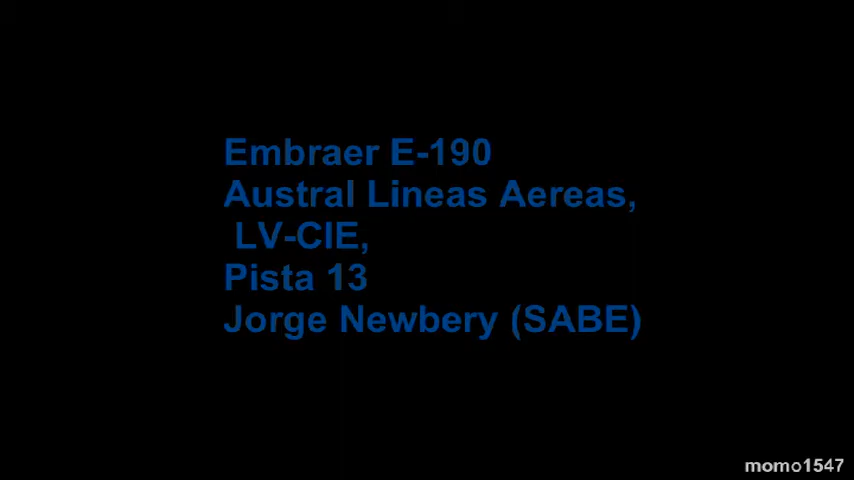 Embraer E-190
Austral Lineas Aereas,
LV-CIE,
Pista 13
Jorge Newbery (SABE)
momo1547